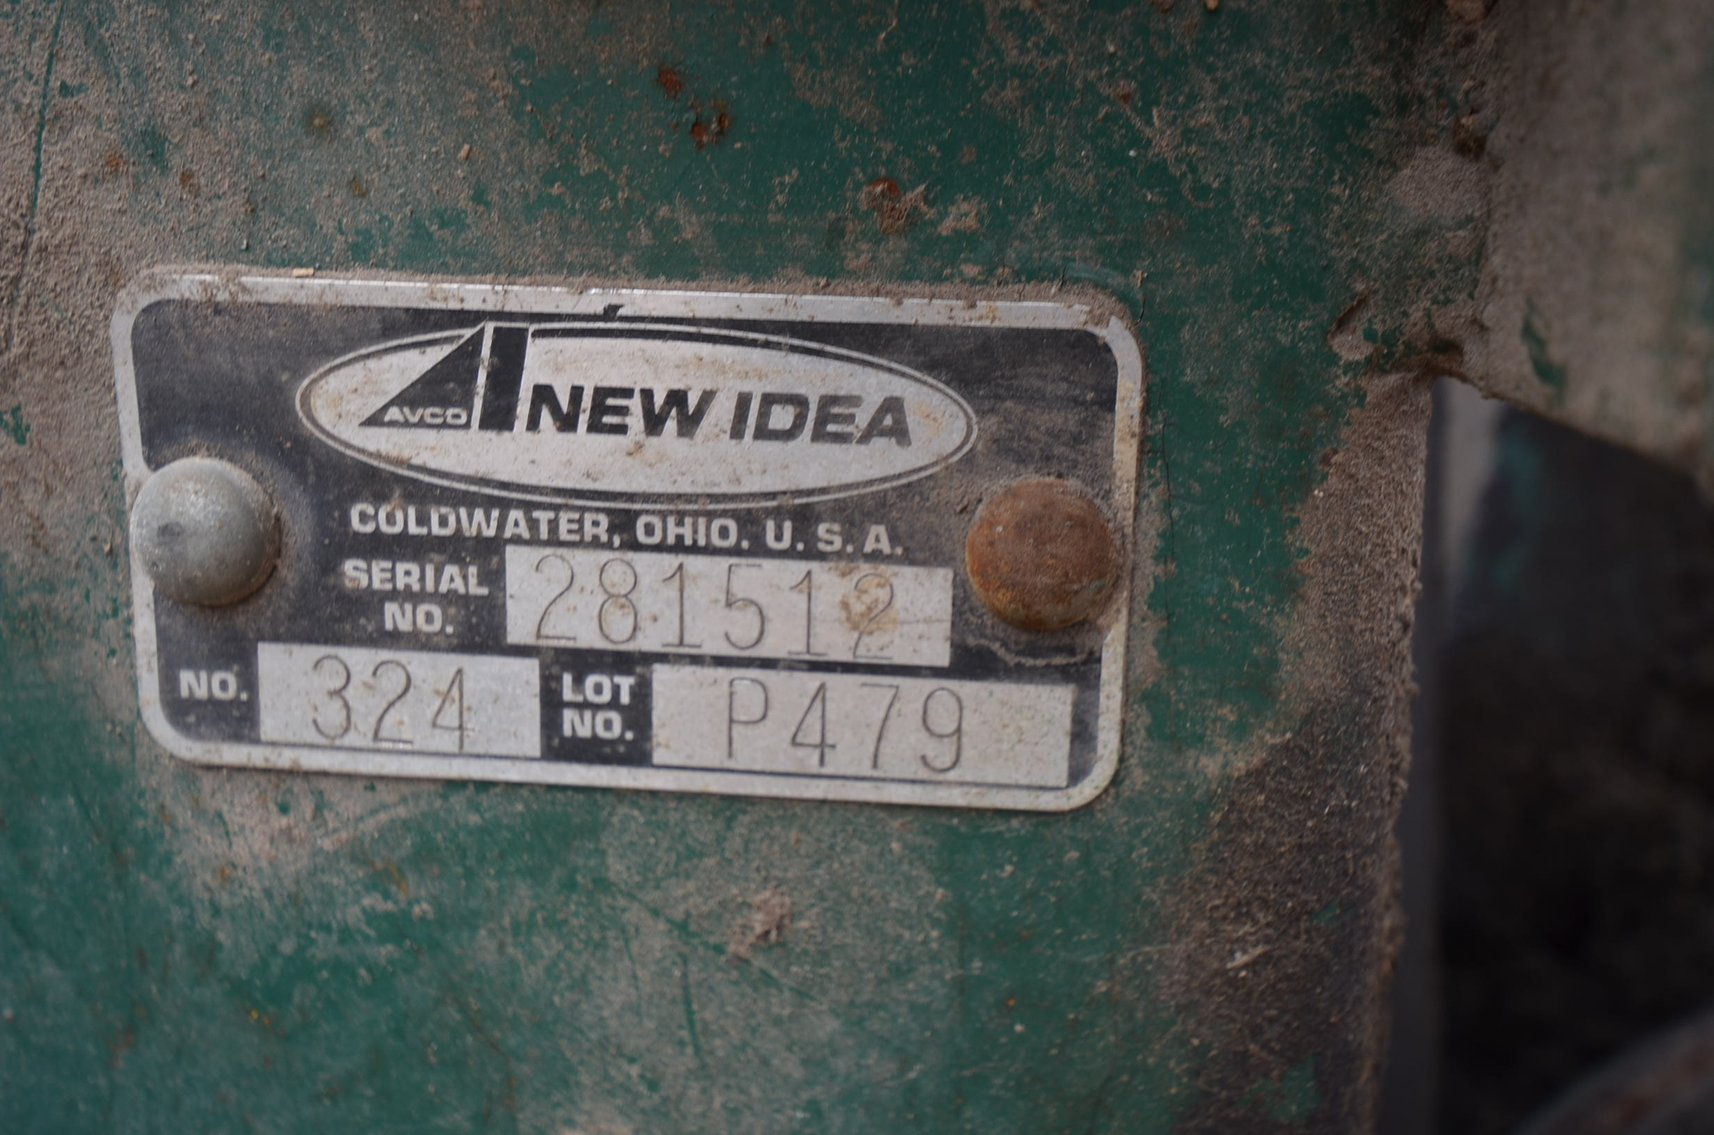 AVCO NEW IDEA
COLDWATER, OHIO. U.S.A.
SERIAL NO. 281512
NO. 324 LOT NO. P479